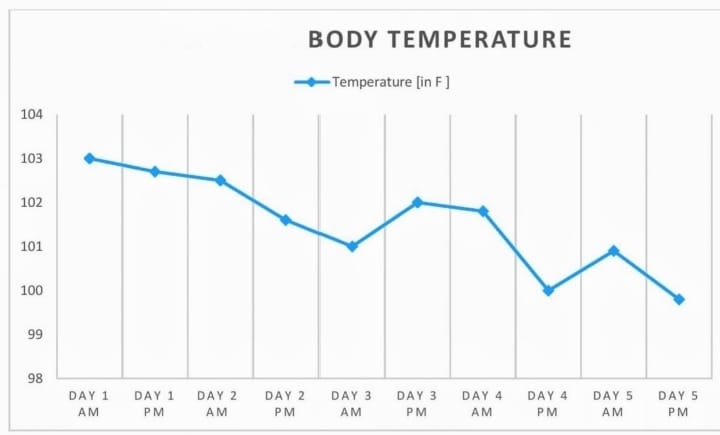 BODY TEMPERATURE
Temperature [in F ]
104
103
102
101
100
99
98
DAY 1 AM
DAY 1 PM
DAY 2 AM
DAY 2 PM
DAY 3 AM
DAY 3 PM
DAY 4 AM
DAY 4 PM
DAY 5 AM
DAY 5 PM